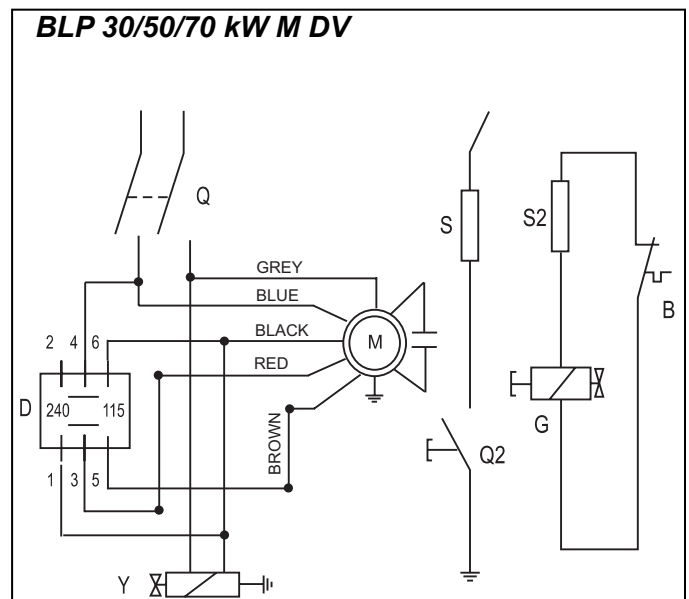 BLP 30/50/70 kW M DV
Q
S
S2
GREY
BLUE
B
BLACK
M
2 4 6
RED
D
240 115
G
BROWN
Q2
1 3 5
Y